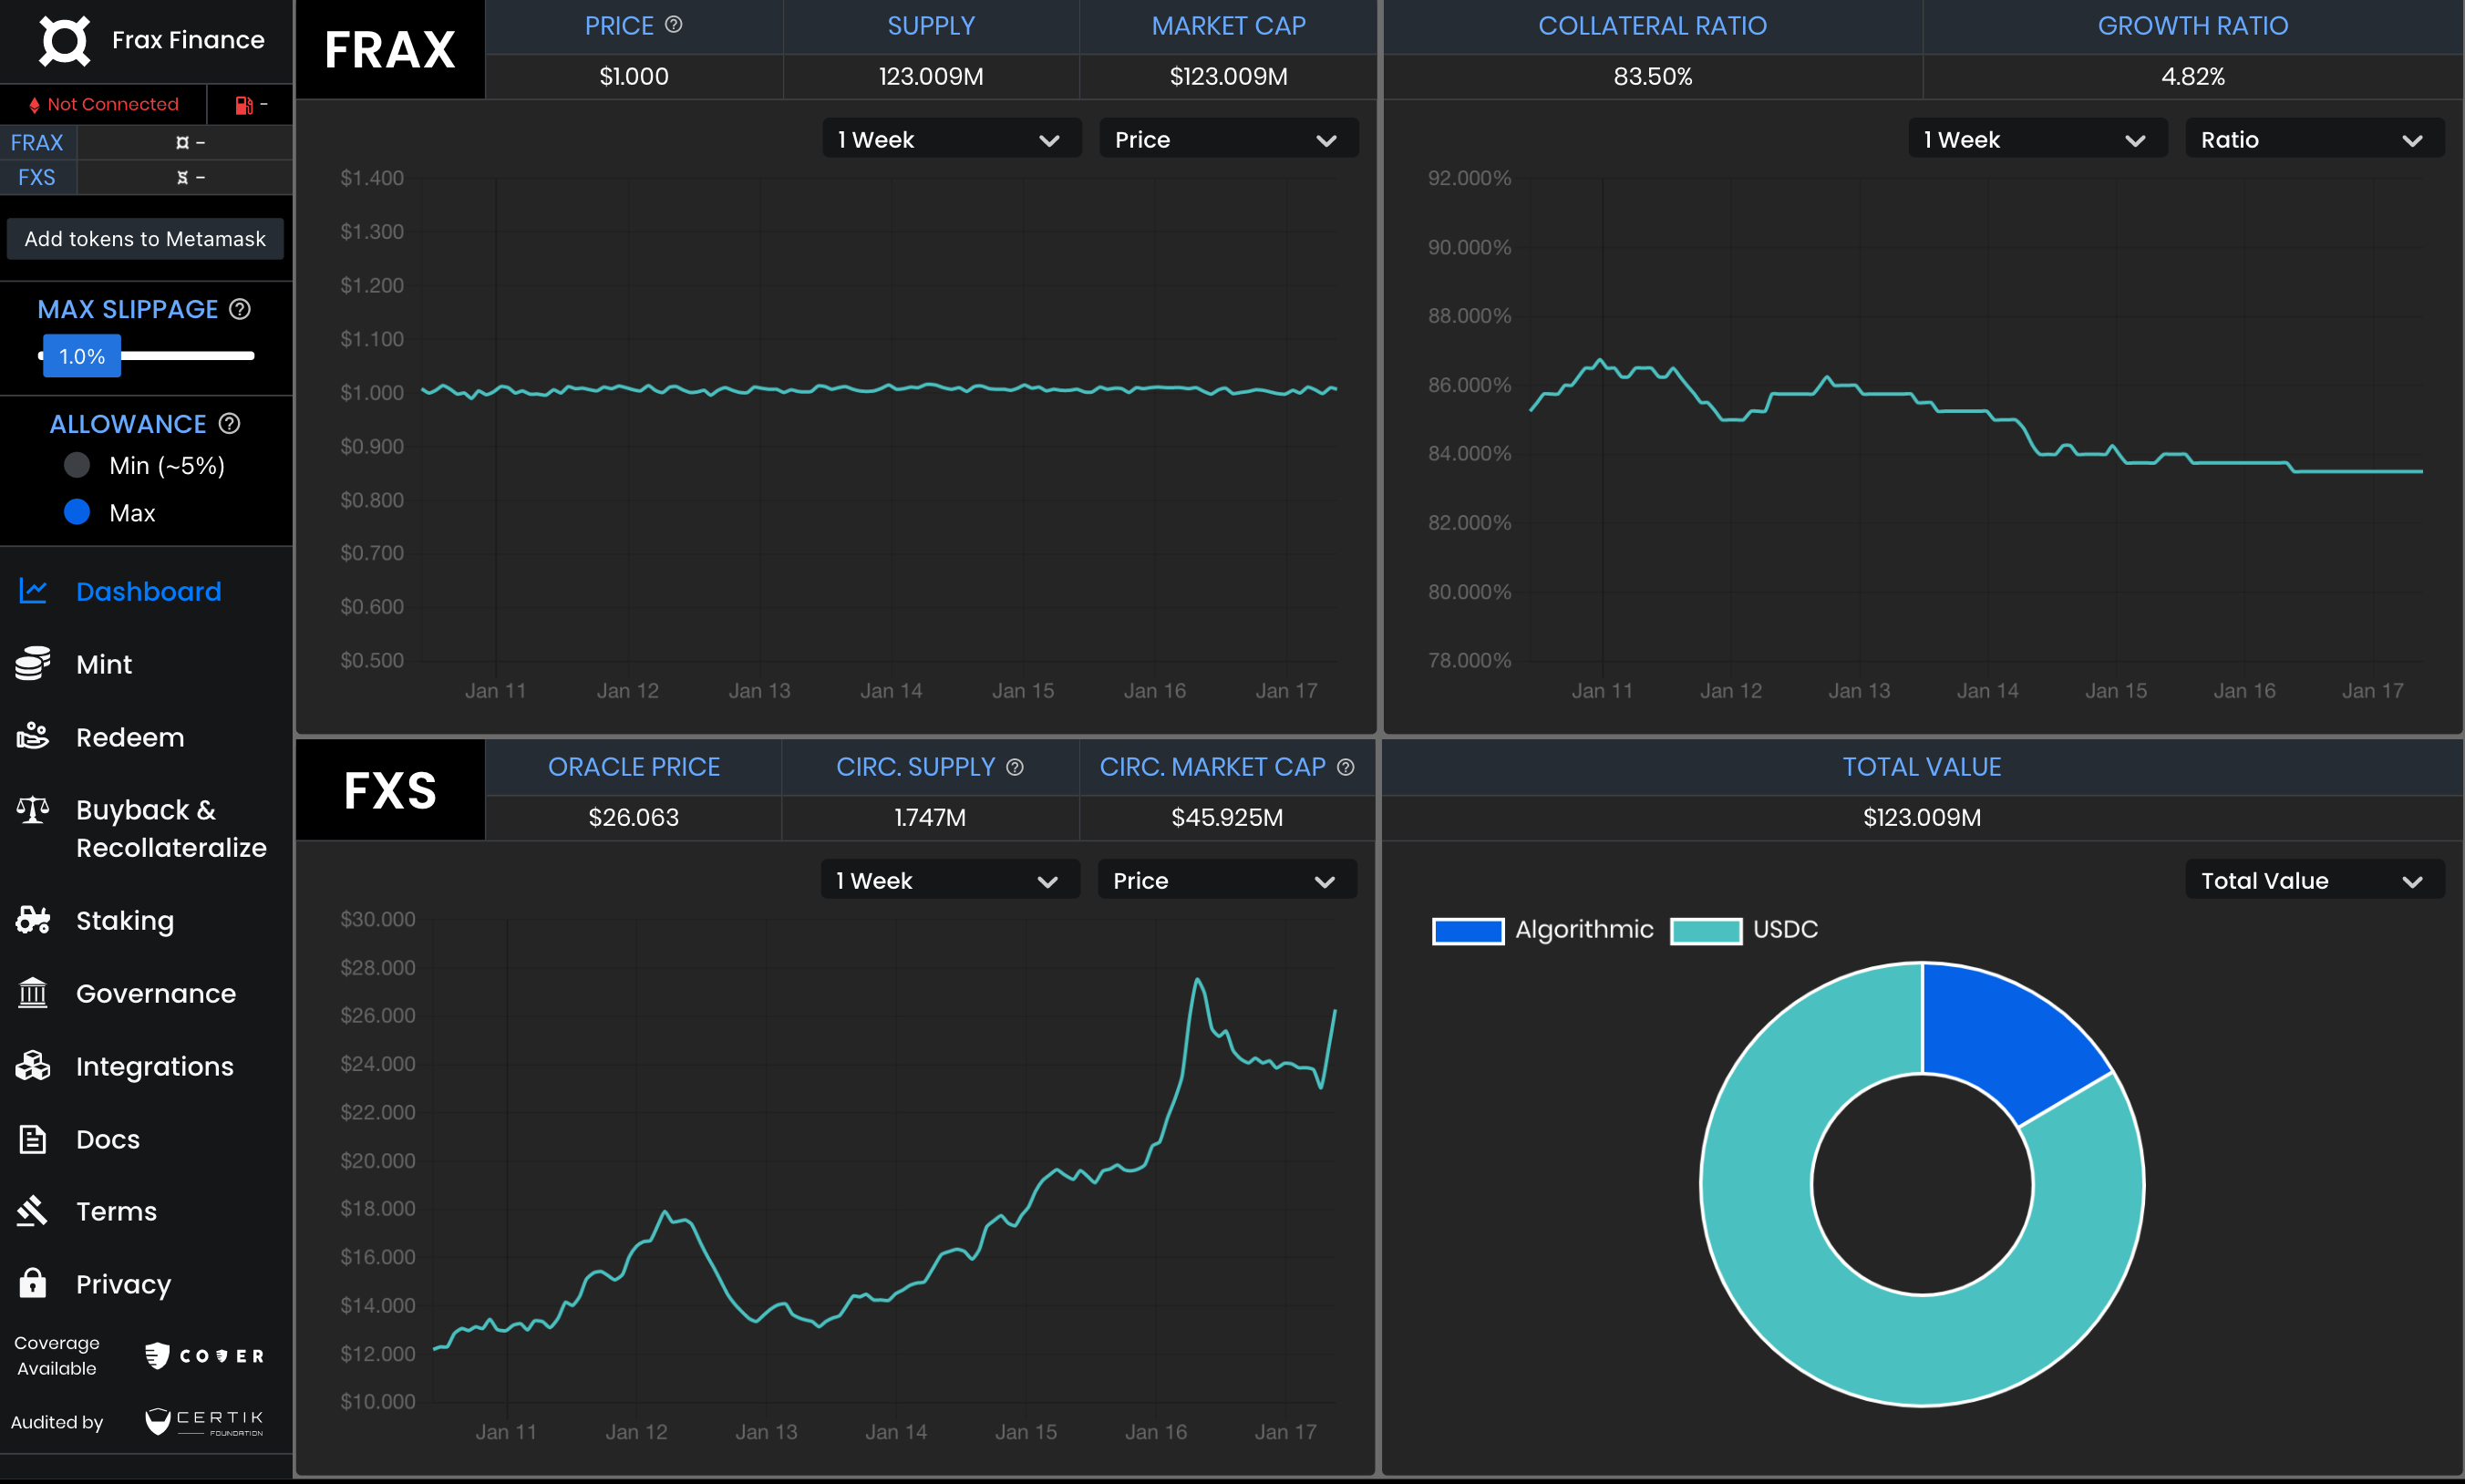 Frax Finance
Not Connected
-
FRAX
¤ -
FXS
-
Add tokens to Metamask
MAX SLIPPAGE ?
1.0%
ALLOWANCE ?
Min (~5%)
Max
Dashboard
Mint
Redeem
Buyback &
Recollateralize
Staking
Governance
Integrations
Docs
Terms
Privacy
Coverage
Available
COVER
Audited by
CERTIK
FOUNDATION
FRAX
PRICE ?
SUPPLY
MARKET CAP
$1.000
123.009M
$123.009M
1 Week
Price
$1.400
$1.300
$1.200
$1.100
$1.000
$0.900
$0.800
$0.700
$0.600
$0.500
Jan 11 Jan 12 Jan 13 Jan 14 Jan 15 Jan 16 Jan 17
COLLATERAL RATIO
GROWTH RATIO
83.50%
4.82%
1 Week
Ratio
92.000%
90.000%
88.000%
86.000%
84.000%
82.000%
80.000%
78.000%
Jan 11 Jan 12 Jan 13 Jan 14 Jan 15 Jan 16 Jan 17
FXS
ORACLE PRICE
CIRC. SUPPLY ?
CIRC. MARKET CAP ?
$26.063
1.747M
$45.925M
1 Week
Price
$30.000
$28.000
$26.000
$24.000
$22.000
$20.000
$18.000
$16.000
$14.000
$12.000
$10.000
Jan 11 Jan 12 Jan 13 Jan 14 Jan 15 Jan 16 Jan 17
TOTAL VALUE
$123.009M
Total Value
Algorithmic
USDC